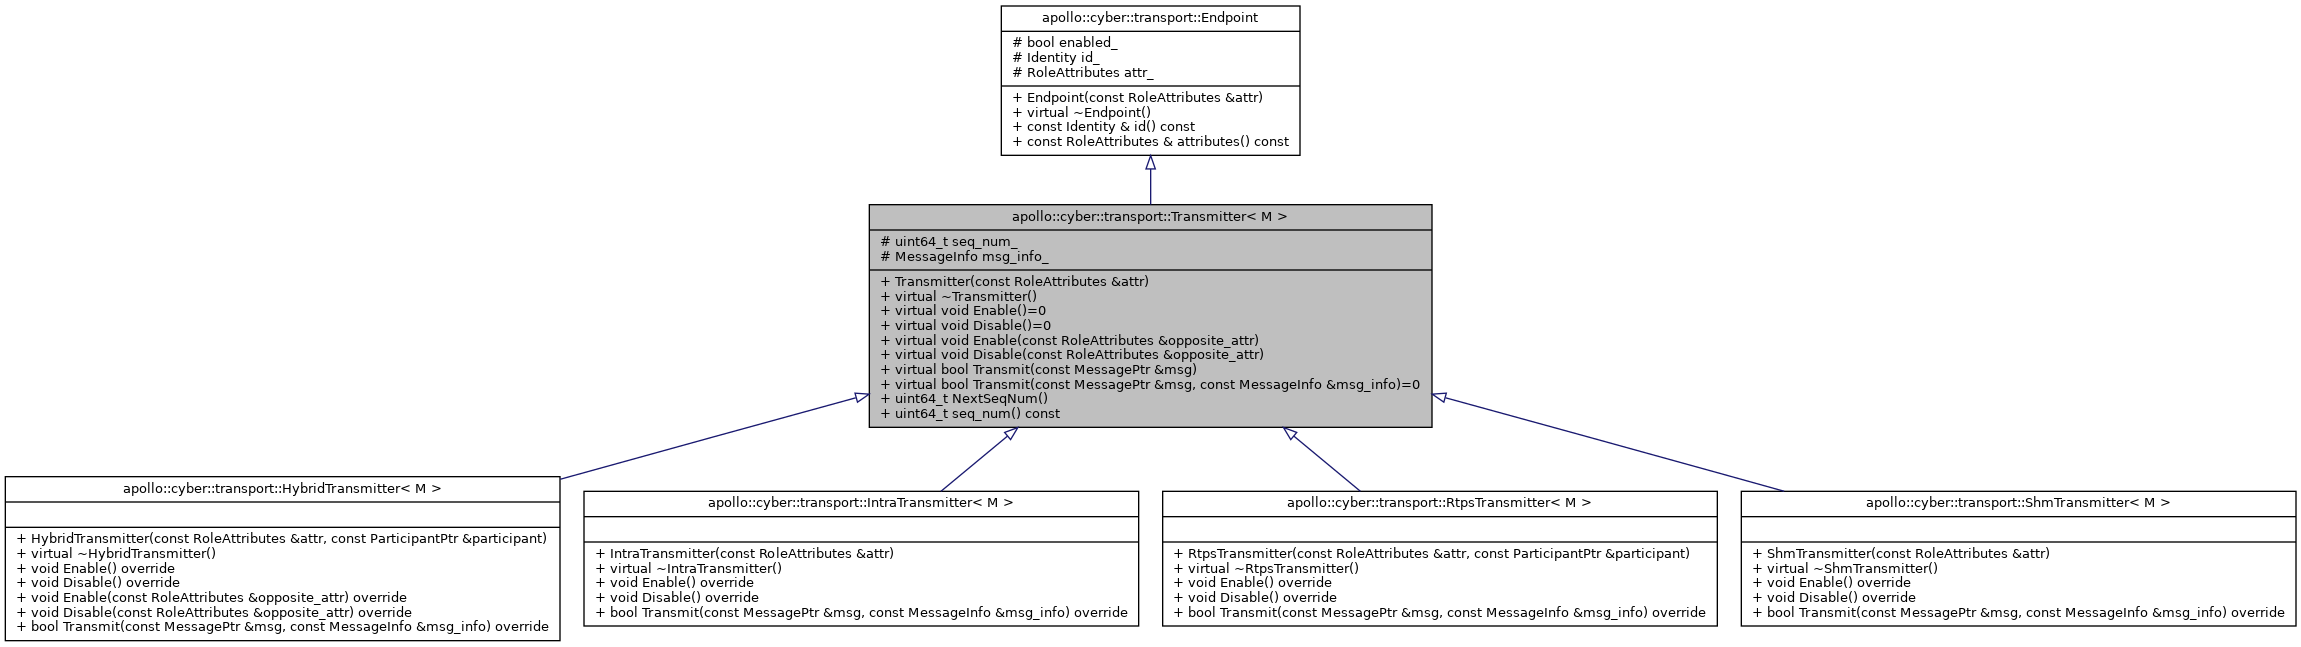 apollo::cyber::transport::Endpoint
# bool enabled_
# Identity id_
# RoleAttributes attr_
+ Endpoint(const RoleAttributes &attr)
+ virtual ~Endpoint()
+ const Identity & id() const
+ const RoleAttributes & attributes() const
apollo::cyber::transport::Transmitter< M >
# uint64_t seq_num_
# MessageInfo msg_info_
+ Transmitter(const RoleAttributes &attr)
+ virtual ~Transmitter()
+ virtual void Enable()=0
+ virtual void Disable()=0
+ virtual void Enable(const RoleAttributes &opposite_attr)
+ virtual void Disable(const RoleAttributes &opposite_attr)
+ virtual bool Transmit(const MessagePtr &msg)
+ virtual bool Transmit(const MessagePtr &msg, const MessageInfo &msg_info)=0
+ uint64_t NextSeqNum()
+ uint64_t seq_num() const
apollo::cyber::transport::HybridTransmitter< M >
+ HybridTransmitter(const RoleAttributes &attr, const ParticipantPtr &participant)
+ virtual ~HybridTransmitter()
+ void Enable() override
+ void Disable() override
+ void Enable(const RoleAttributes &opposite_attr) override
+ void Disable(const RoleAttributes &opposite_attr) override
+ bool Transmit(const MessagePtr &msg, const MessageInfo &msg_info) override
apollo::cyber::transport::IntraTransmitter< M >
+ IntraTransmitter(const RoleAttributes &attr)
+ virtual ~IntraTransmitter()
+ void Enable() override
+ void Disable() override
+ bool Transmit(const MessagePtr &msg, const MessageInfo &msg_info) override
apollo::cyber::transport::RtpsTransmitter< M >
+ RtpsTransmitter(const RoleAttributes &attr, const ParticipantPtr &participant)
+ virtual ~RtpsTransmitter()
+ void Enable() override
+ void Disable() override
+ bool Transmit(const MessagePtr &msg, const MessageInfo &msg_info) override
apollo::cyber::transport::ShmTransmitter< M >
+ ShmTransmitter(const RoleAttributes &attr)
+ virtual ~ShmTransmitter()
+ void Enable() override
+ void Disable() override
+ bool Transmit(const MessagePtr &msg, const MessageInfo &msg_info) override